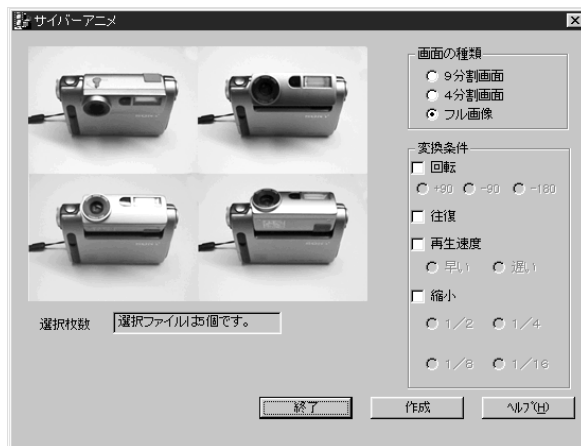 サイバーアニメ
画面の種類
9分割画面
4分割画面
フル画像
変換条件
回転
+90 -90 -180
往復
再生速度
早い 遅い
縮小
1/2 1/4
1/8 1/16
選択枚数 選択ファイルは5個です。
終了 作成 ヘルプ(H)